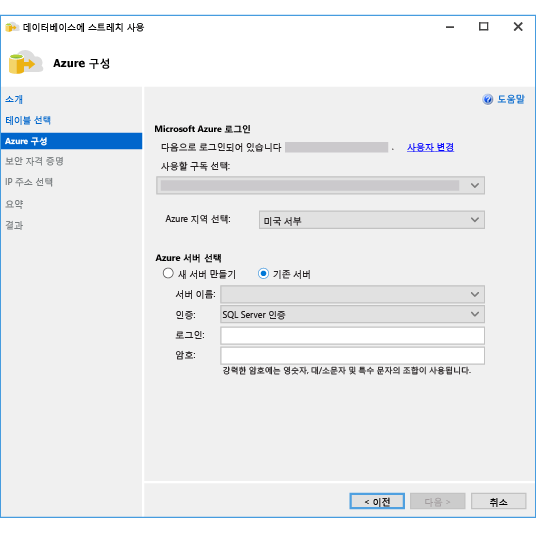 데이터베이스에 스트레치 사용
Azure 구성
소개
테이블 선택
Azure 구성
보안 자격 증명
IP 주소 선택
요약
결과
도움말
Microsoft Azure 로그인
다음으로 로그인되어 있습니다 . 사용자 변경
사용할 구독 선택:
Azure 지역 선택: 미국 서부
Azure 서버 선택
새 서버 만들기 기존 서버
서버 이름:
인증: SQL Server 인증
로그인:
암호:
강력한 암호에는 영숫자, 대/소문자 및 특수 문자의 조합이 사용됩니다.
< 이전 다음 > 취소